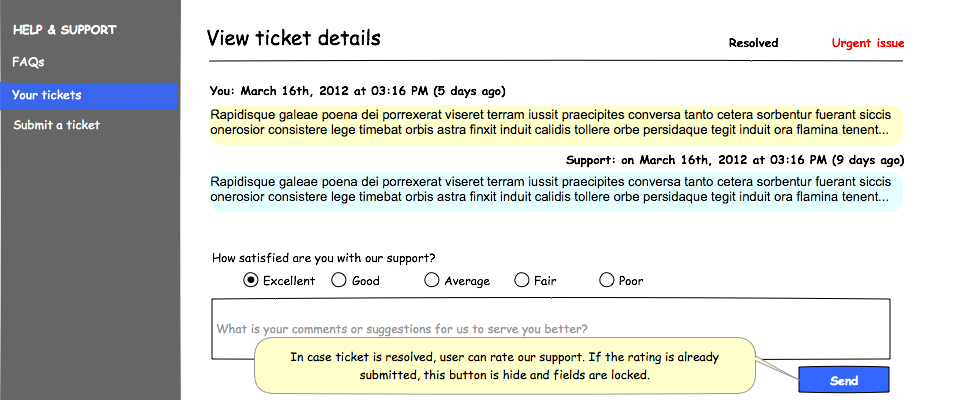 HELP & SUPPORT
FAQs
Your tickets
Submit a ticket
View ticket details
Resolved
Urgent issue
You: March 16th, 2012 at 03:16 PM (5 days ago)
Rapidisque galeae poena dei porrexerat viseret terram iussit praecipites conversa tanto cetera sorbentur fuerant siccis
onerosior consistere lege timebat orbis astra finxit induit calidis tollere orbe persidaque tegit induit ora flamina tenent...
Support: on March 16th, 2012 at 03:16 PM (9 days ago)
Rapidisque galeae poena dei porrexerat viseret terram iussit praecipites conversa tanto cetera sorbentur fuerant siccis
onerosior consistere lege timebat orbis astra finxit induit calidis tollere orbe persidaque tegit induit ora flamina tenent...
How satisfied are you with our support?
Excellent
Good
Average
Fair
Poor
What is your comments or suggestions for us to serve you better?
In case ticket is resolved, user can rate our support. If the rating is already
submitted, this button is hide and fields are locked.
Send